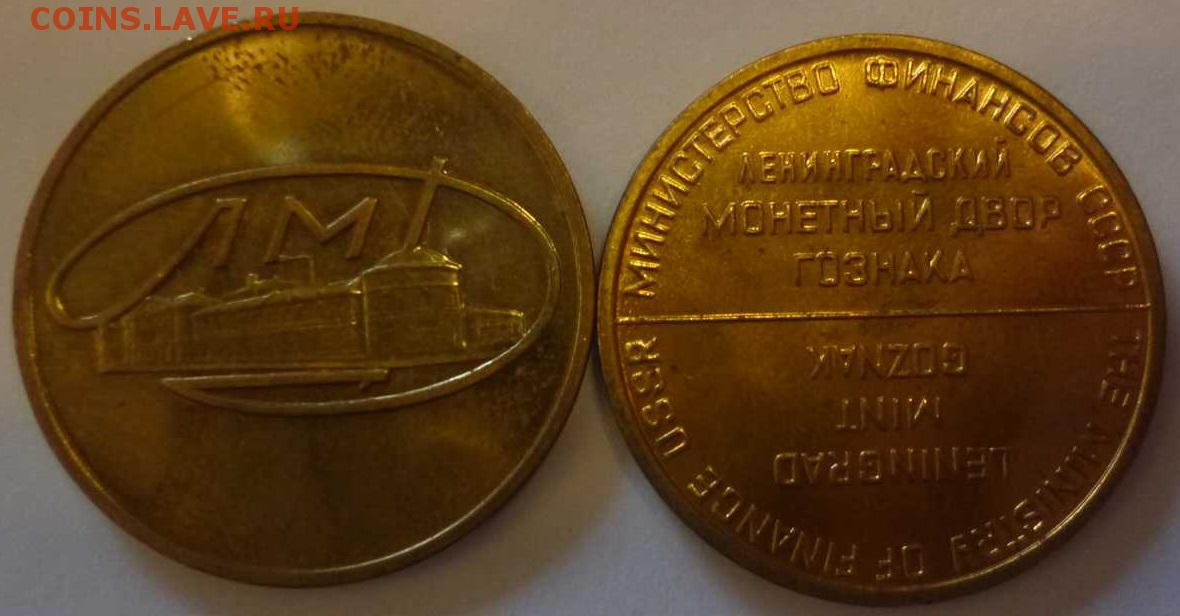 COINS.LAVE.RU
ЛМД
МИНИСТЕРСТВО ФИНАНСОВ СССР
ЛЕНИНГРАДСКИЙ
МОНЕТНЫЙ ДВОР
ГОЗНАКА
THE MINISTRY OF FINANCE USSR
LENINGRAD
MINT
GOZNAK